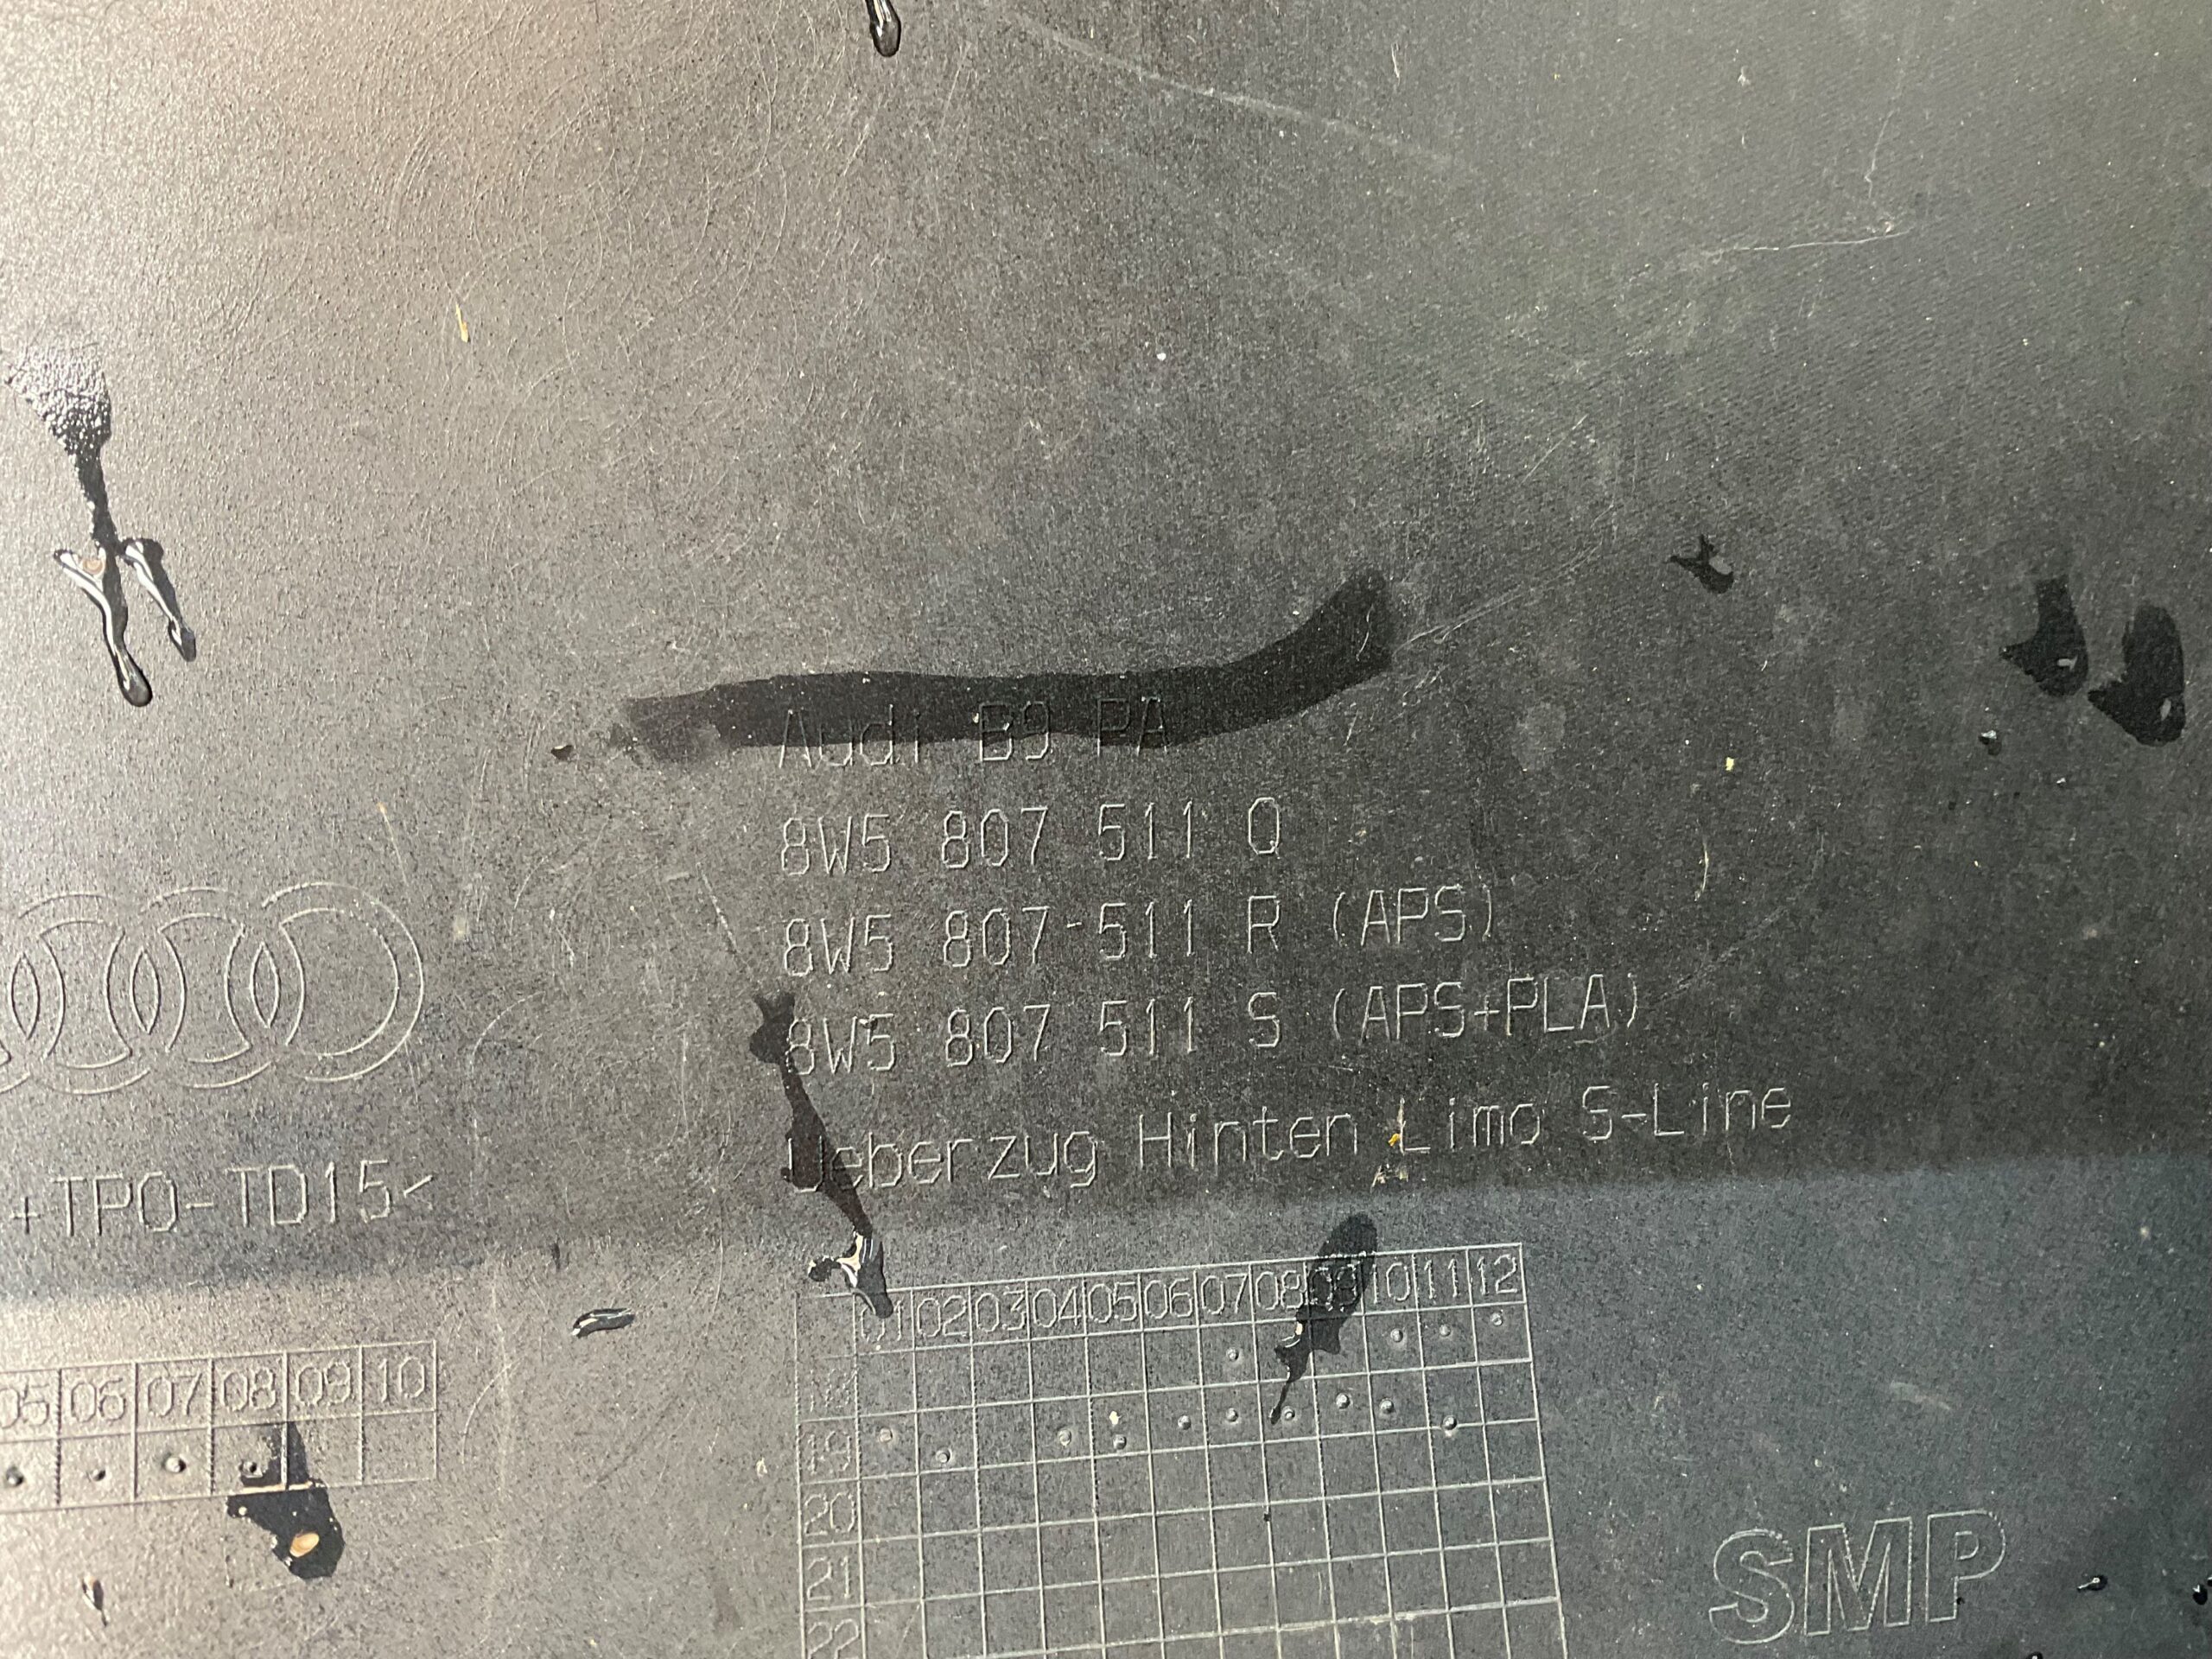 Audi B9 PA
8W5 807 511 Q
8W5 807-511 R (APS)
8W5 807 511 S (APS+PLA)
Ueberzug Hinten Limo S-Line
+TPO-TD15<
01 02 03 04 05 06 07 08 09 10 11 12
18
19
20
21
22
05 06 07 08 09 10
SMP